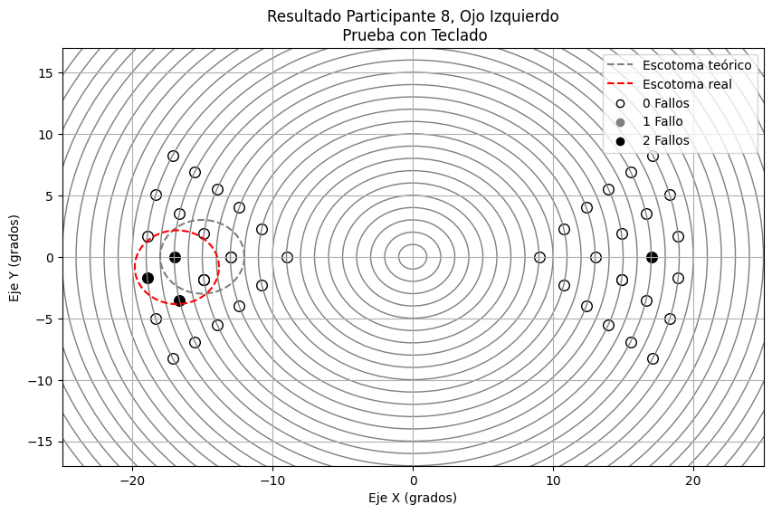 Resultado Participante 8, Ojo Izquierdo
Prueba con Teclado
Escotoma teórico
Escotoma real
0 Fallos
1 Fallo
2 Fallos
Eje Y (grados)
15
10
5
0
−5
−10
−15
−20
−10
0
10
20
Eje X (grados)